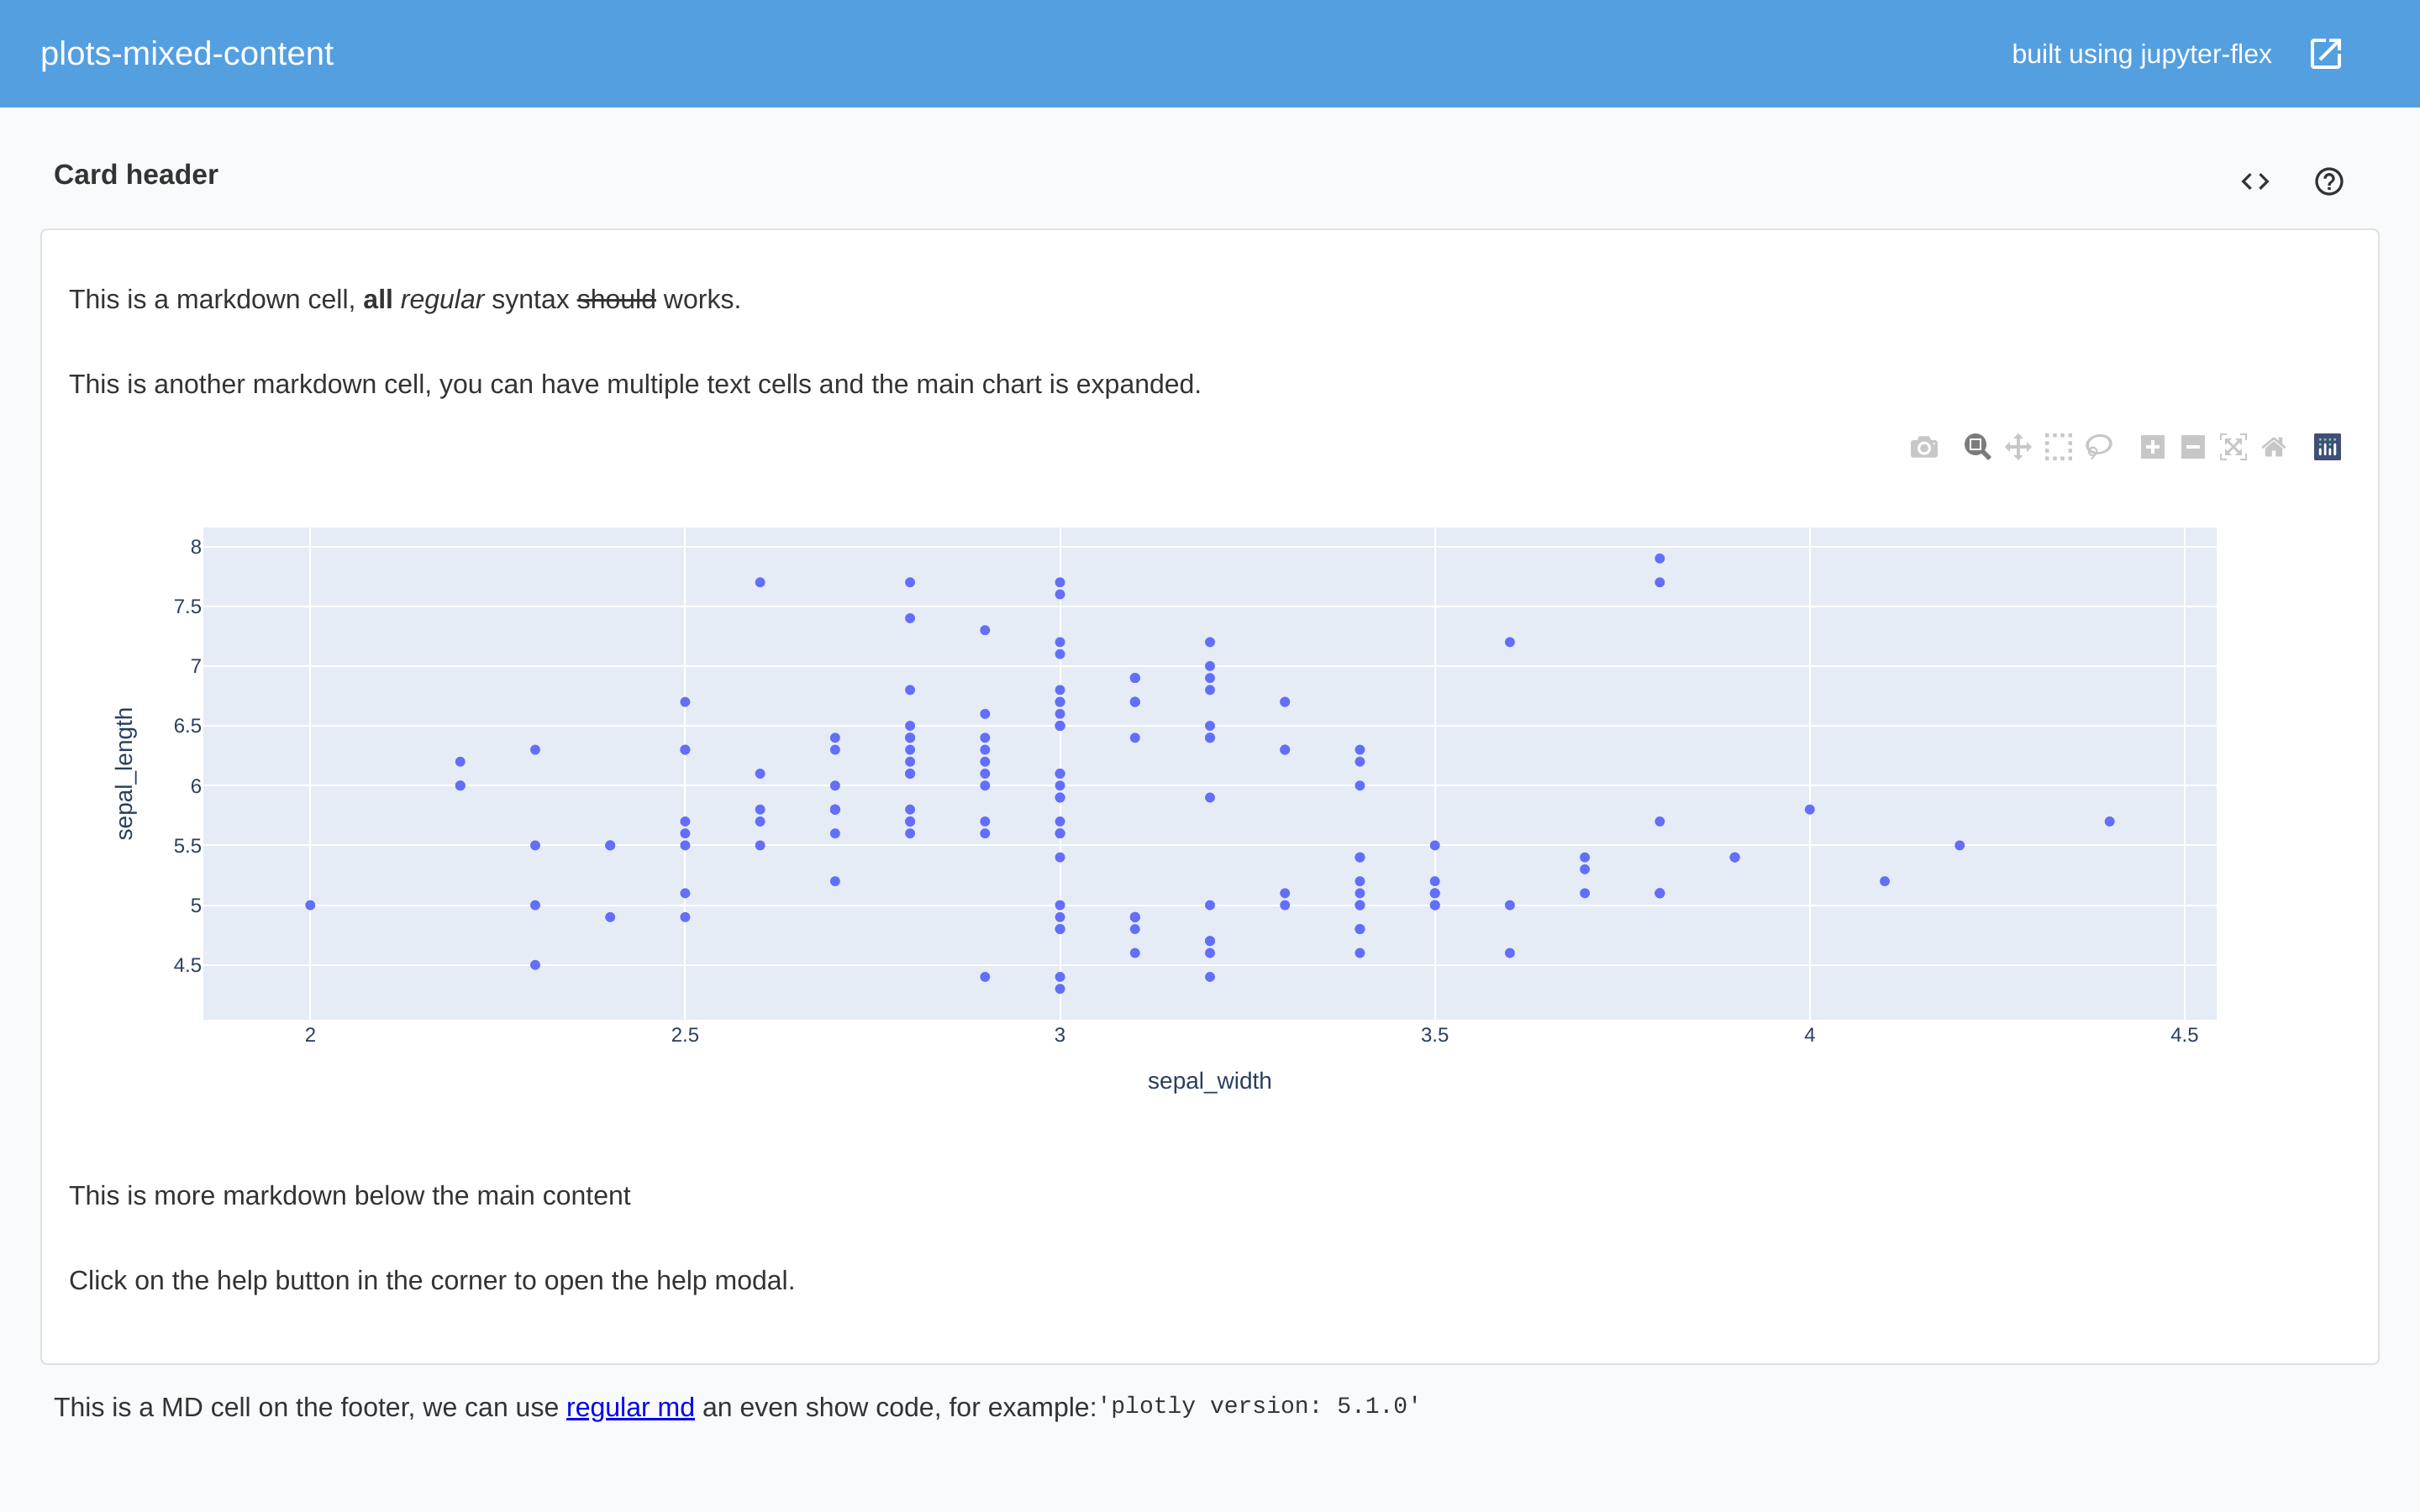 plots-mixed-content
built using jupyter-flex
Card header
This is a markdown cell, all regular syntax should works.
This is another markdown cell, you can have multiple text cells and the main chart is expanded.
8
7.5
7
6.5
6
5.5
5
4.5
sepal_length
2 2.5 3 3.5 4 4.5
sepal_width
This is more markdown below the main content
Click on the help button in the corner to open the help modal.
This is a MD cell on the footer, we can use regular md an even show code, for example:'plotly version: 5.1.0'